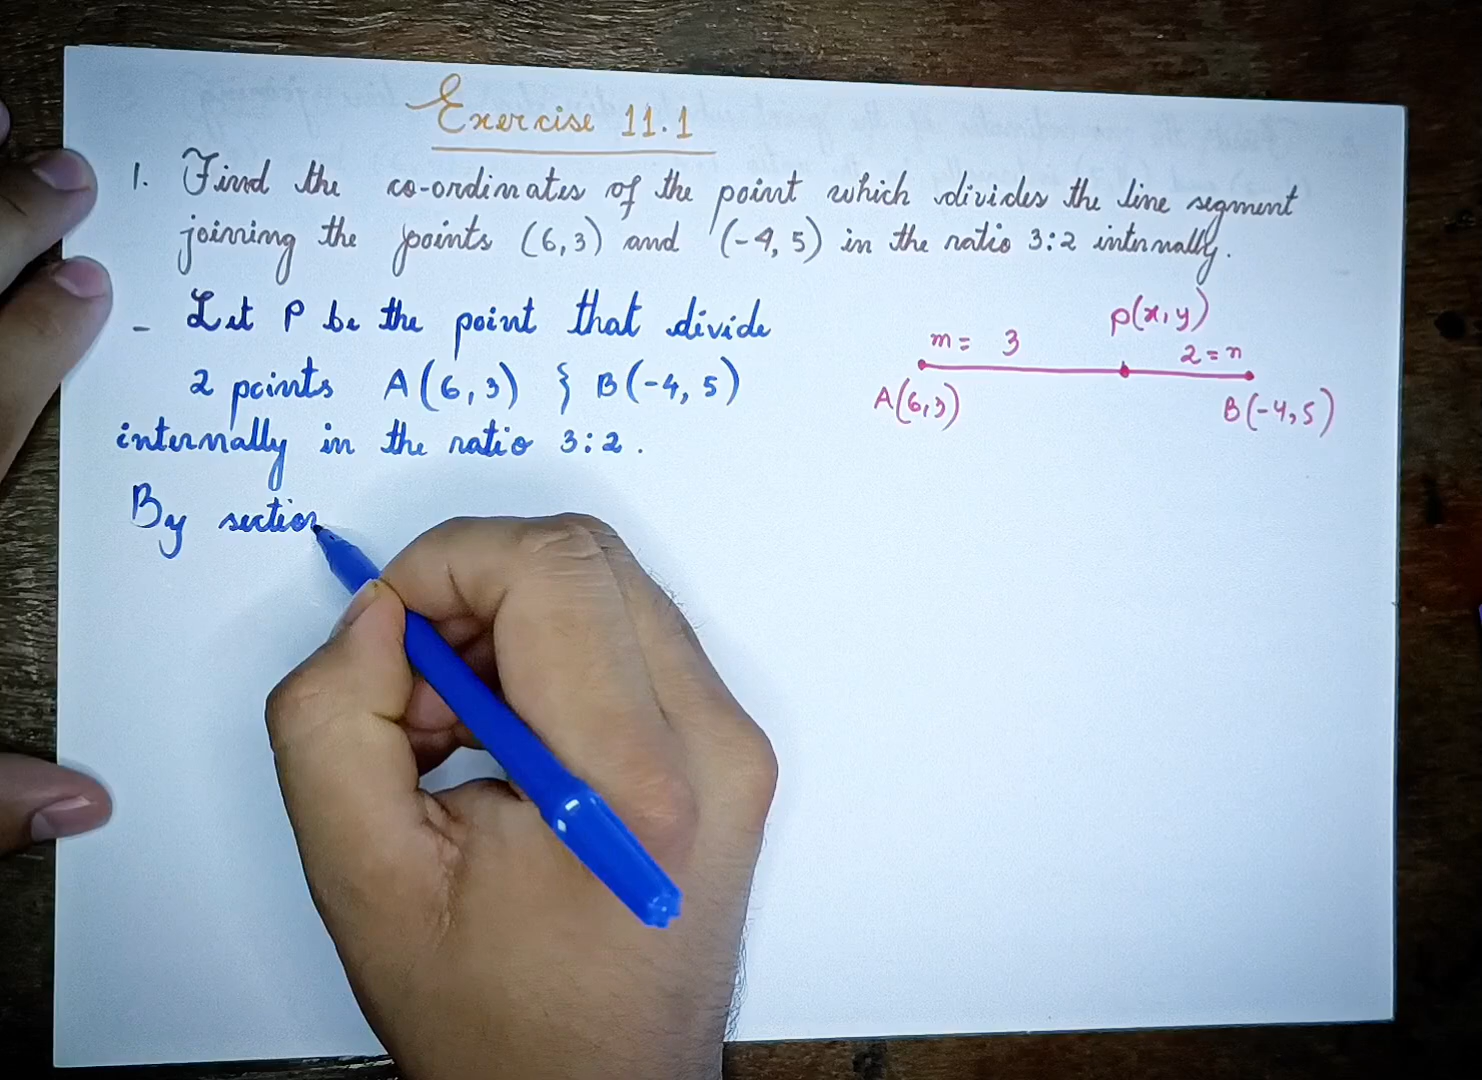 Exercise 11.1
1. Find the co-ordinates of the point which divides the line segment
joining the points (6,3) and (-4, 5) in the ratio 3:2 internally.
- Let P be the point that divide
2 points A(6,3) } B(-4, 5)
internally in the ratio 3:2.
By section
m = 3
P(x,y)
2 = n
A(6,3)
B(-4,5)